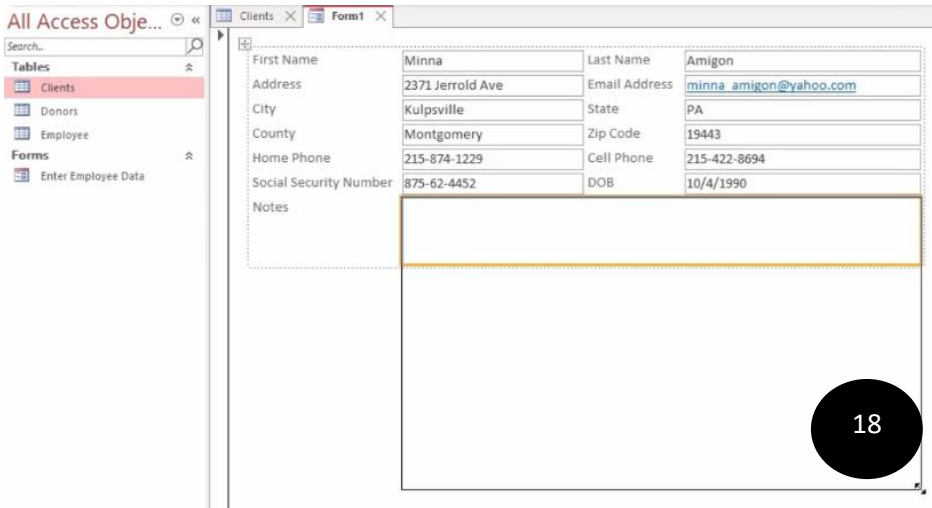 All Access Obje...
Search...
Tables
Clients
Donors
Employee
Forms
Enter Employee Data
Clients Form1
First Name Minna Last Name Amigon
Address 2371 Jerrold Ave Email Address minna_amigon@yahoo.com
City Kulpsville State PA
County Montgomery Zip Code 19443
Home Phone 215-874-1229 Cell Phone 215-422-8694
Social Security Number 875-62-4452 DOB 10/4/1990
Notes
18